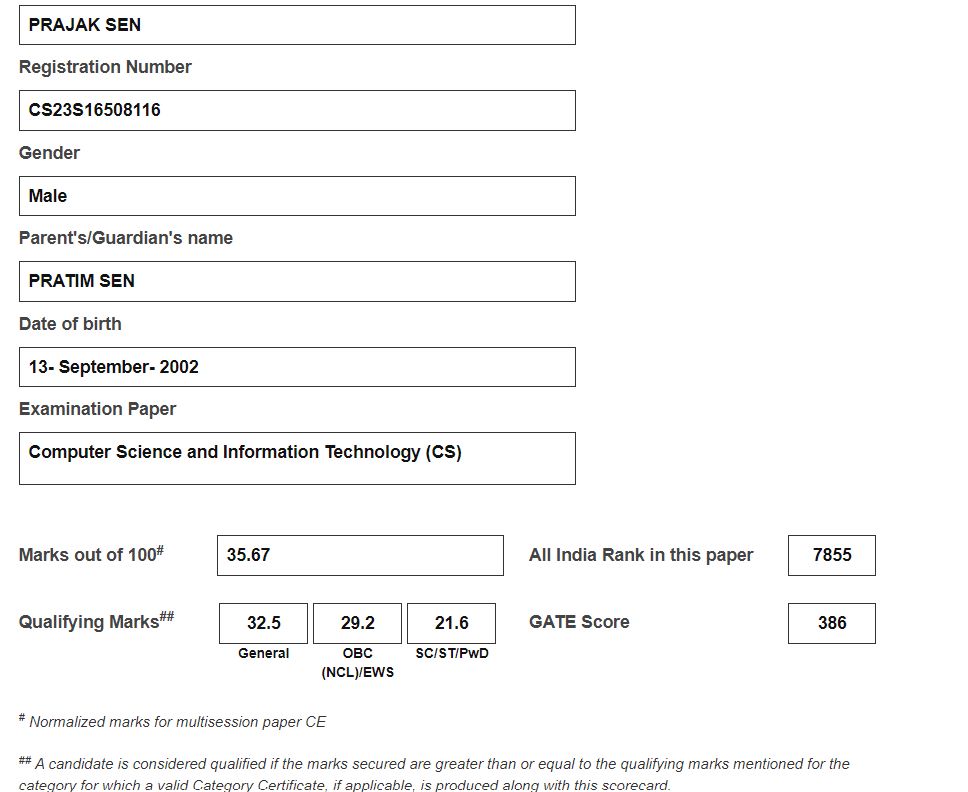 PRAJAK SEN
Registration Number
CS23S16508116
Gender
Male
Parent's/Guardian's name
PRATIM SEN
Date of birth
13- September- 2002
Examination Paper
Computer Science and Information Technology (CS)
Marks out of 100# 35.67 All India Rank in this paper 7855
Qualifying Marks## 32.5 29.2 21.6 GATE Score 386
General OBC SC/ST/PwD
(NCL)/EWS
# Normalized marks for multisession paper CE
## A candidate is considered qualified if the marks secured are greater than or equal to the qualifying marks mentioned for the
category for which a valid Category Certificate, if applicable, is produced along with this scorecard.